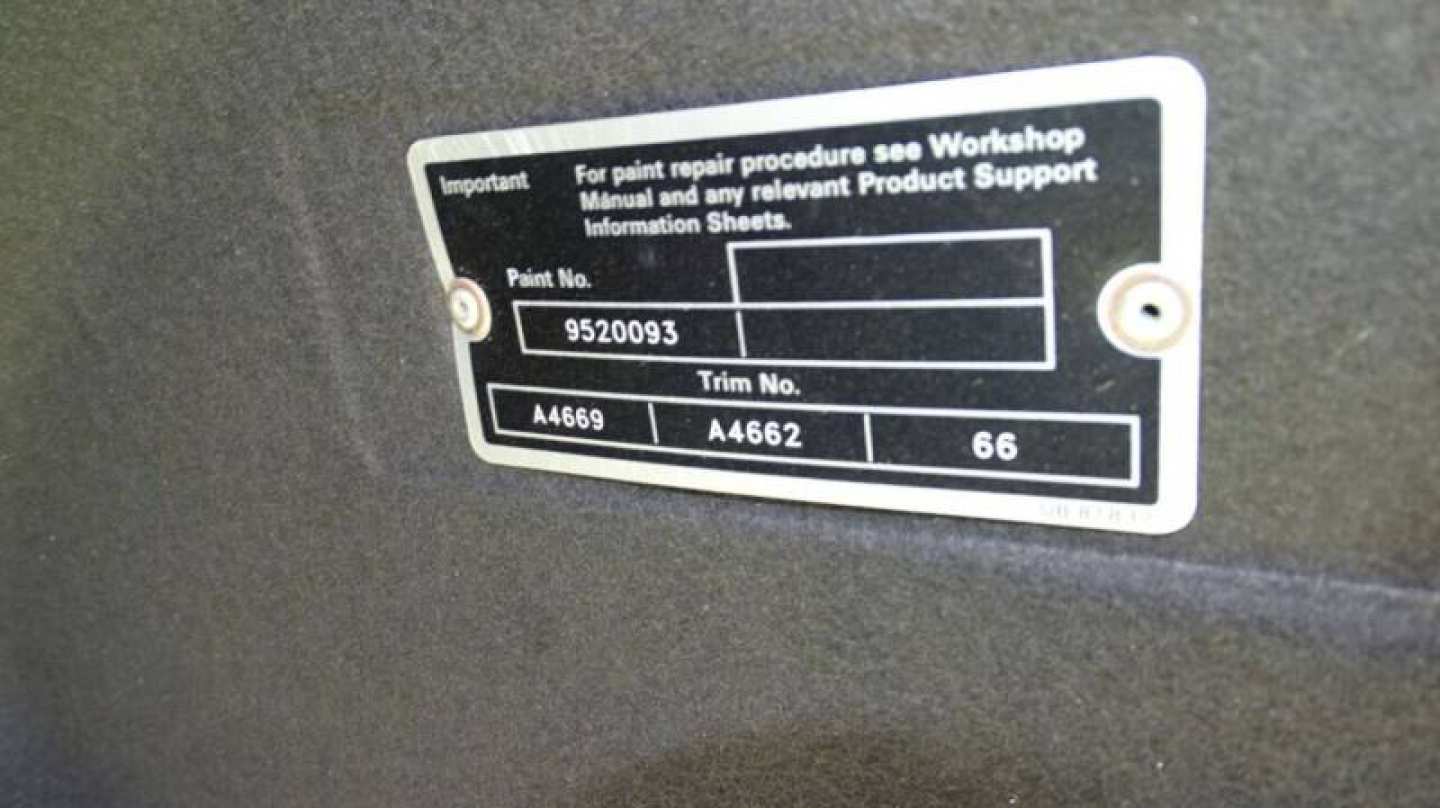 Important
For paint repair procedure see Workshop
Manual and any relevant Product Support
Information Sheets.
Paint No.
9520093
Trim No.
A4669 A4662 66